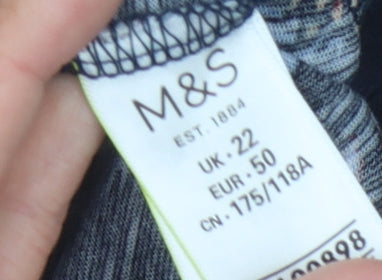 M&S
EST. 1884
UK · 22
EUR · 50
CN · 175/118A